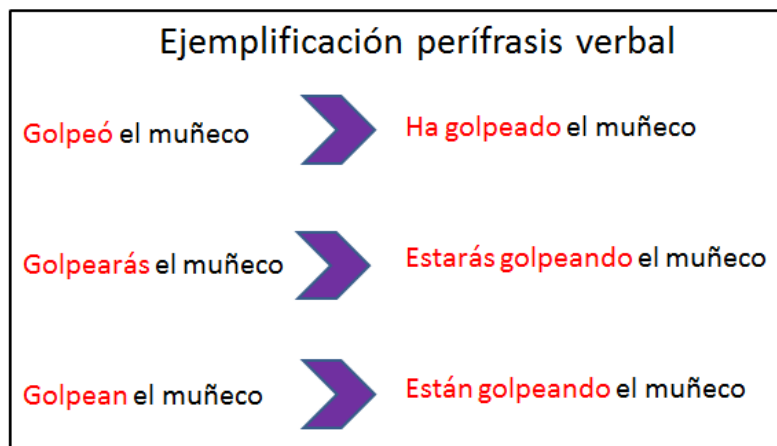 Ejemplificación perífrasis verbal
Golpeó el muñeco
Ha golpeado el muñeco
Golpearás el muñeco
Estarás golpeando el muñeco
Golpean el muñeco
Están golpeando el muñeco